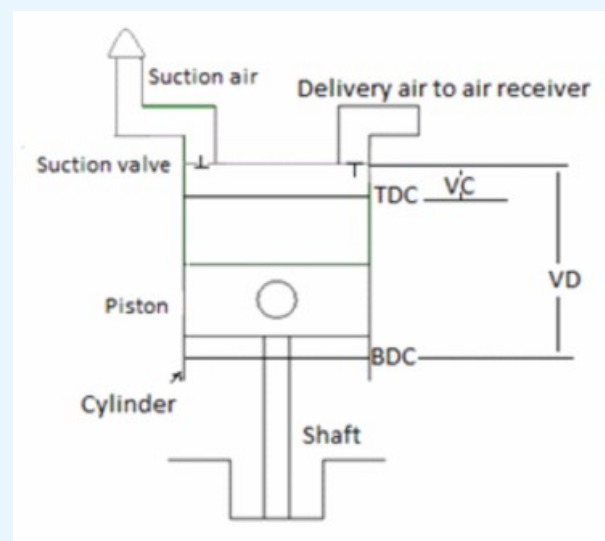 Suction air
Delivery air to air receiver
Suction valve
TDC
VC
VD
Piston
BDC
Cylinder
Shaft